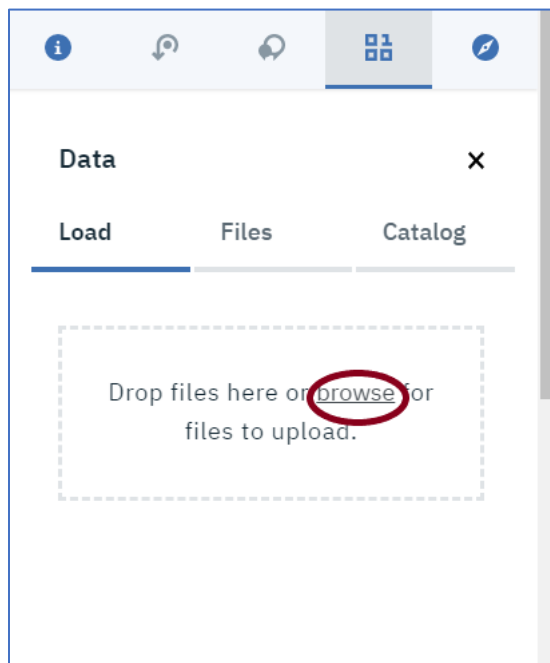 Data
Load Files Catalog
Drop files here or browse for
files to upload.